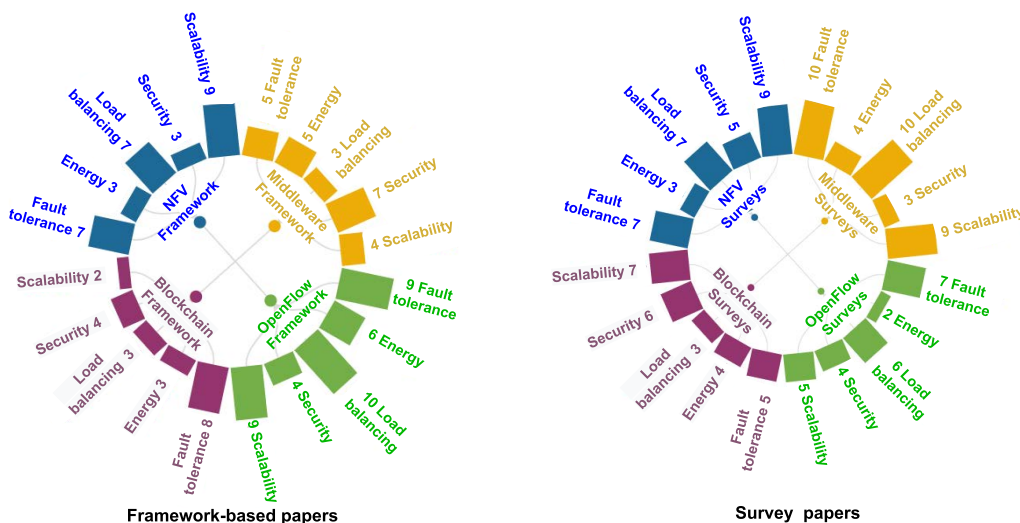 Scalability 9
Security 3
Load
balancing 7
Energy 3
Fault
tolerance 7
NFV
Framework
5 Fault
tolerance
5 Energy
3 Load
balancing
7 Security
4 Scalability
Middleware
Framework
Scalability 2
Security 4
Load
balancing 3
Energy 3
Fault
tolerance 8
Blockchain
Framework
9 Fault
tolerance
6 Energy
10 Load
balancing
4 Security
9 Scalability
OpenFlow
Framework
Framework-based papers
Scalability 9
Security 5
Load
balancing 7
Energy 3
Fault
tolerance 7
NFV
Surveys
10 Fault
tolerance
4 Energy
10 Load
balancing
3 Security
9 Scalability
Middleware
Surveys
Scalability 7
Security 6
Load
balancing 3
Energy 4
Fault
tolerance 5
Blockchain
Surveys
7 Fault
tolerance
2 Energy
6 Load
balancing
4 Security
5 Scalability
OpenFlow
Surveys
Survey papers